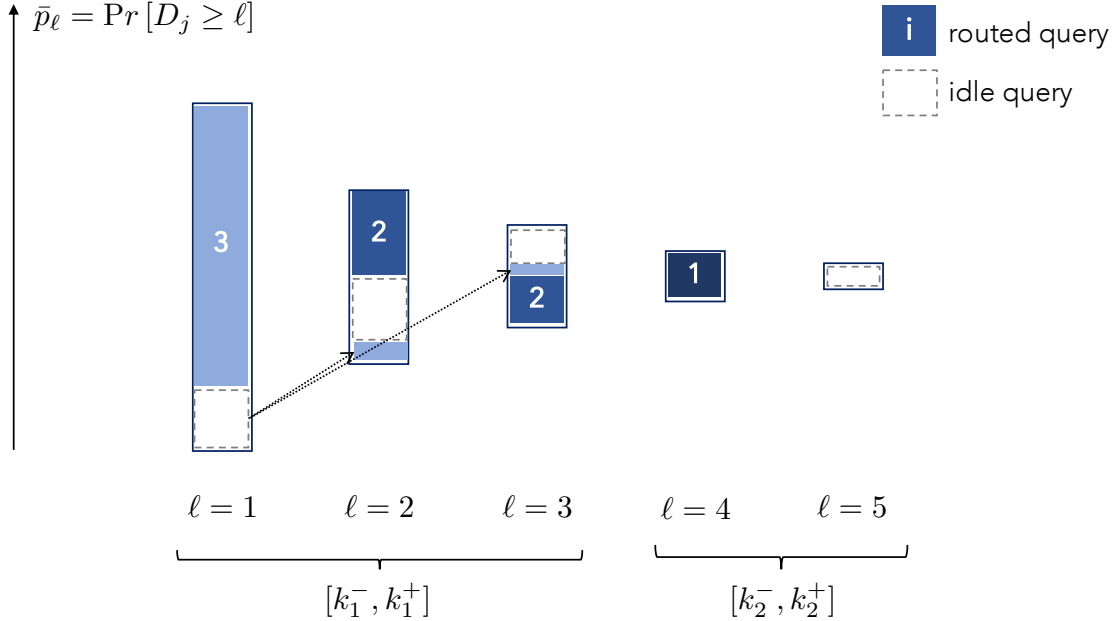 p̄_ℓ = Pr [D_j ≥ ℓ]
i routed query
idle query
3
2
2
1
ℓ = 1 ℓ = 2 ℓ = 3 ℓ = 4 ℓ = 5
[k_1^-, k_1^+] [k_2^-, k_2^+]